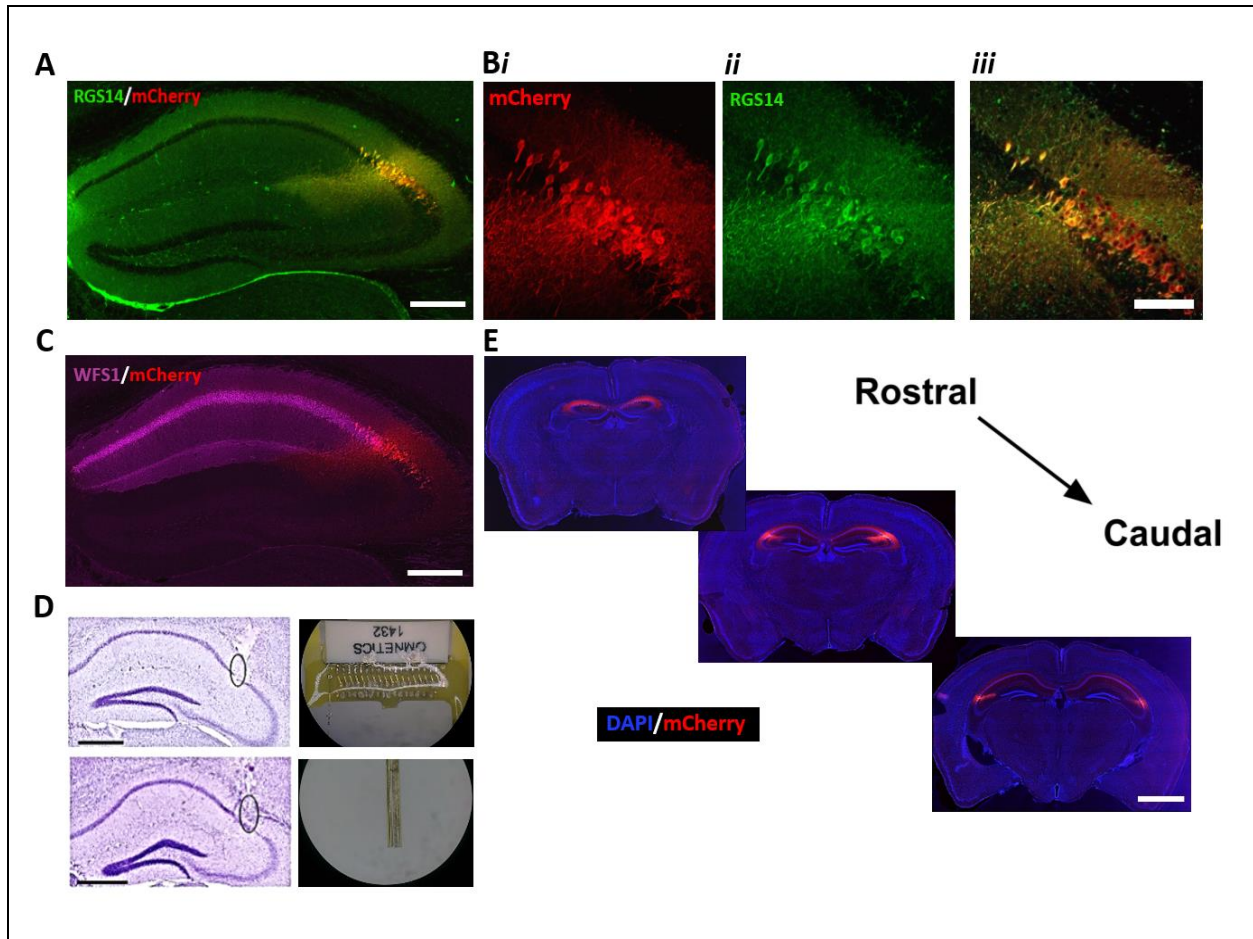 A
RGS14/mCherry
Bi
mCherry
ii
RGS14
iii
C
WFS1/mCherry
E
Rostral
Caudal
D
OMNETICS
1432
DAPI/mCherry